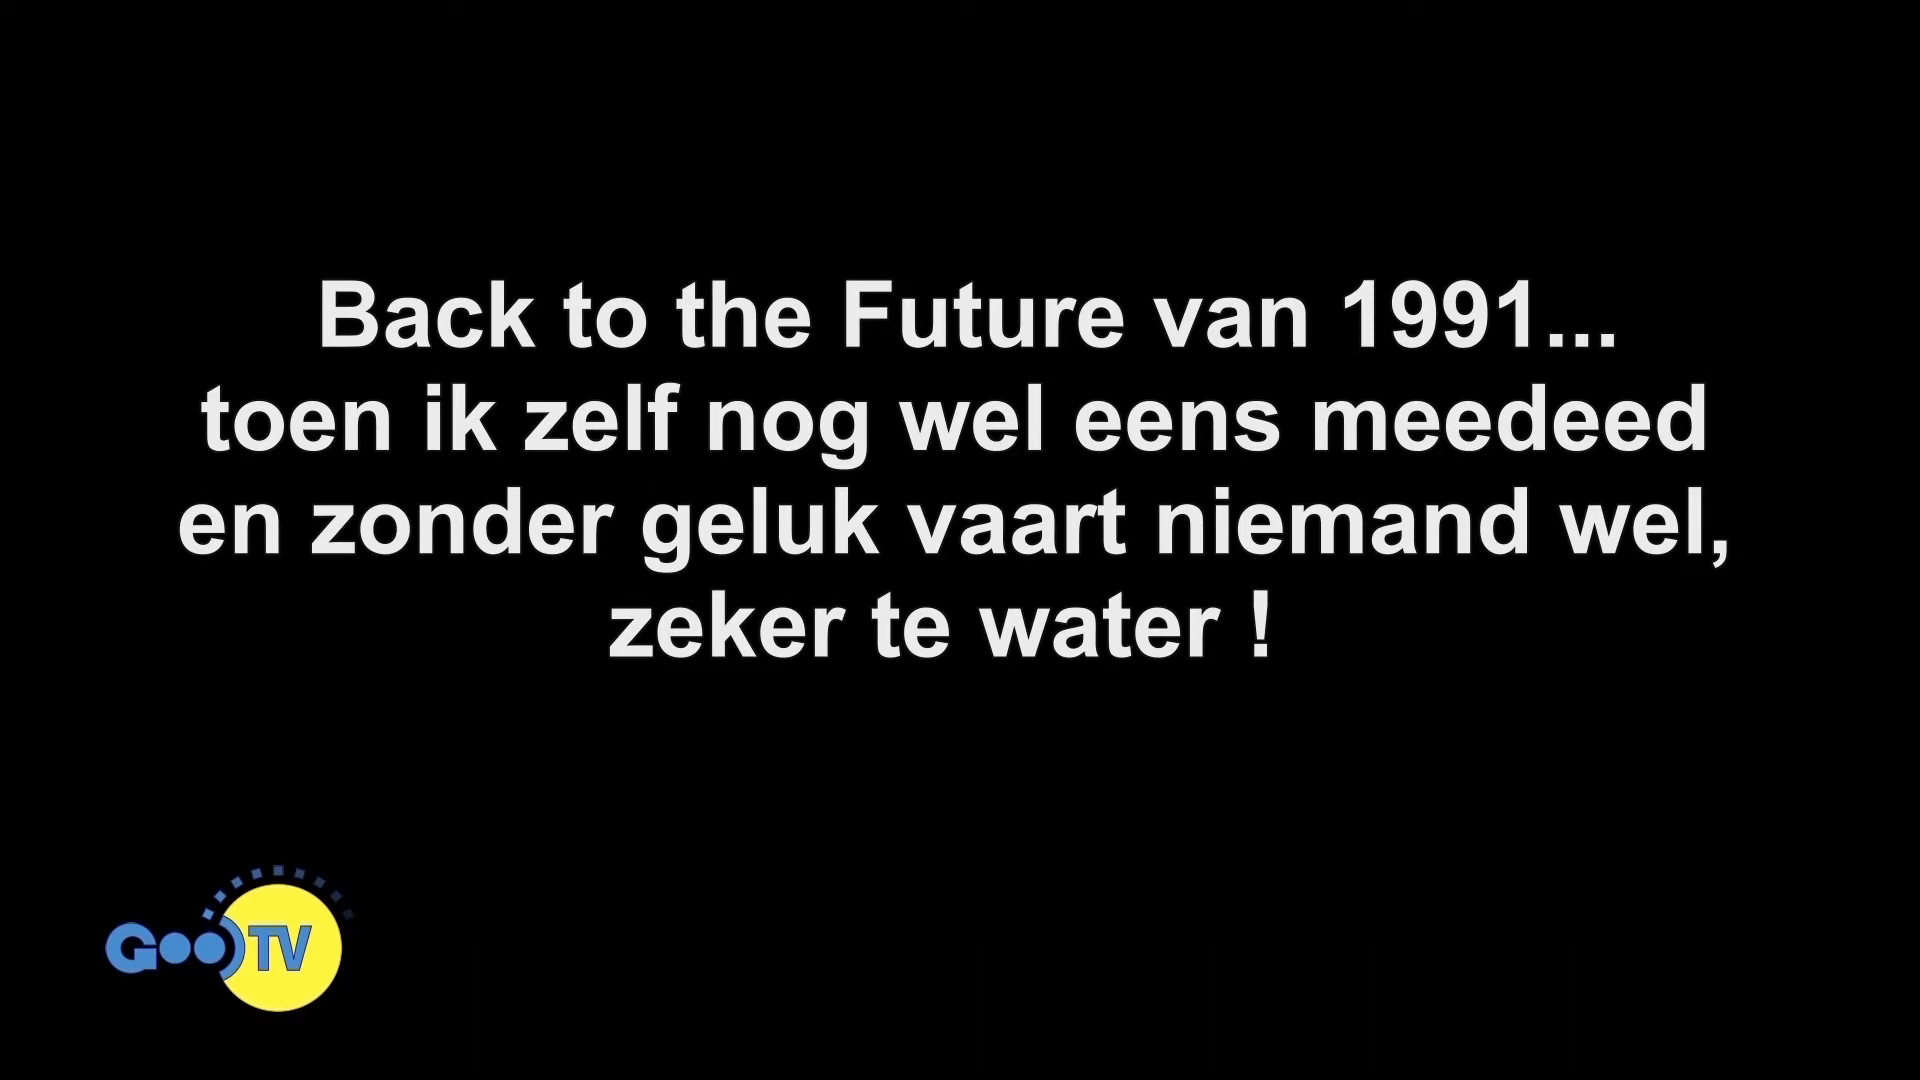 Back to the Future van 1991...
toen ik zelf nog wel eens meedeed
en zonder geluk vaart niemand wel,
zeker te water !
GooiTV